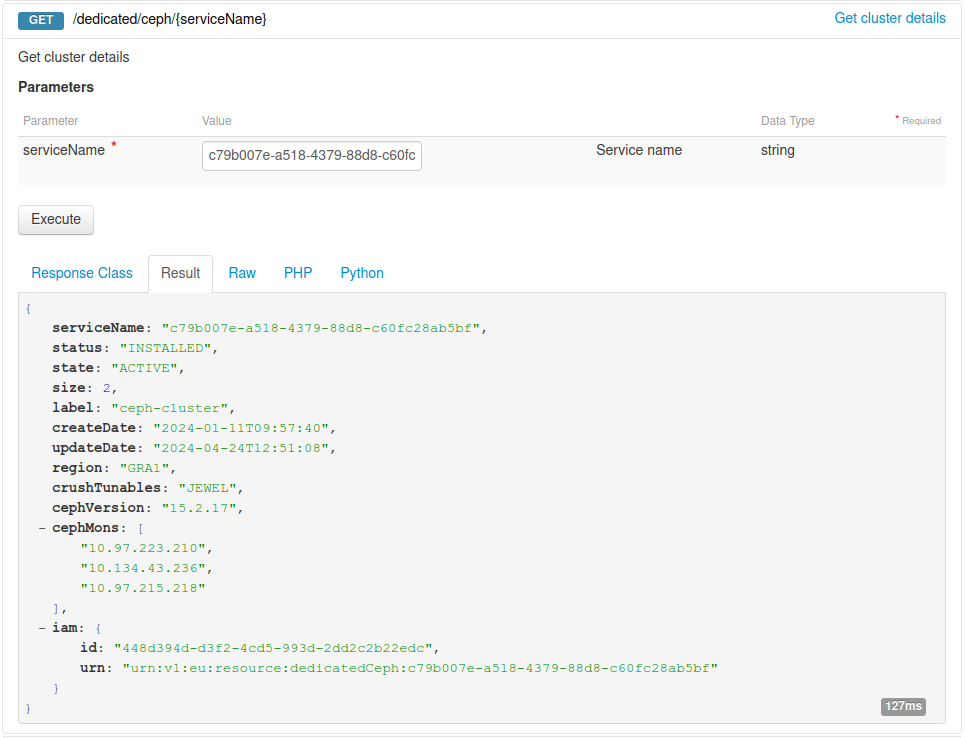 GET /dedicated/ceph/{serviceName} Get cluster details
Get cluster details
Parameters
Parameter Value Data Type * Required
serviceName * c79b007e-a518-4379-88d8-c60fc Service name string
Execute
Response Class Result Raw PHP Python
{
serviceName: "c79b007e-a518-4379-88d8-c60fc28ab5bf",
status: "INSTALLED",
state: "ACTIVE",
size: 2,
label: "ceph-cluster",
createDate: "2024-01-11T09:57:40",
updateDate: "2024-04-24T12:51:08",
region: "GRA1",
crushTunables: "JEWEL",
cephVersion: "15.2.17",
- cephMons: [
"10.97.223.210",
"10.134.43.236",
"10.97.215.218"
],
- iam: {
id: "448d394d-d3f2-4cd5-993d-2dd2c2b22edc",
urn: "urn:v1:eu:resource:dedicatedCeph:c79b007e-a518-4379-88d8-c60fc28ab5bf"
}
}
127ms